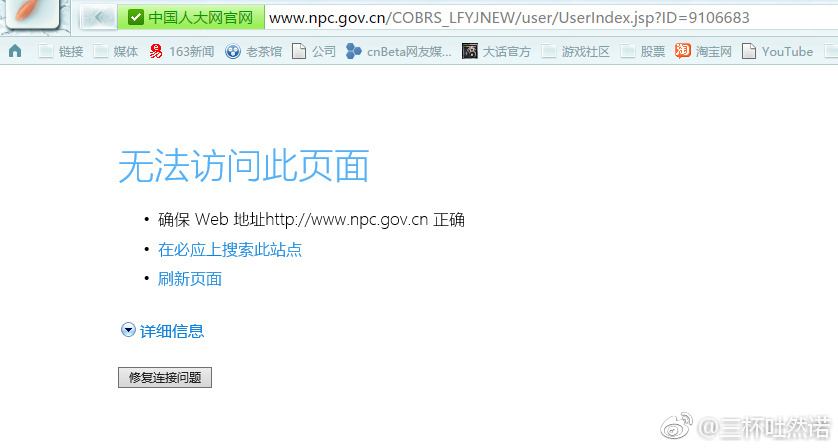 中国人大网官网 www.npc.gov.cn/COBRS_LFYJNEW/user/UserIndex.jsp?ID=9106683
链接 媒体 163新闻 老茶馆 公司 cnBeta网友媒... 大话官方 游戏社区 股票 淘宝网 YouTube
无法访问此页面
• 确保 Web 地址http://www.npc.gov.cn 正确
• 在必应上搜索此站点
• 刷新页面
详细信息
修复连接问题
@三杯吐然诺